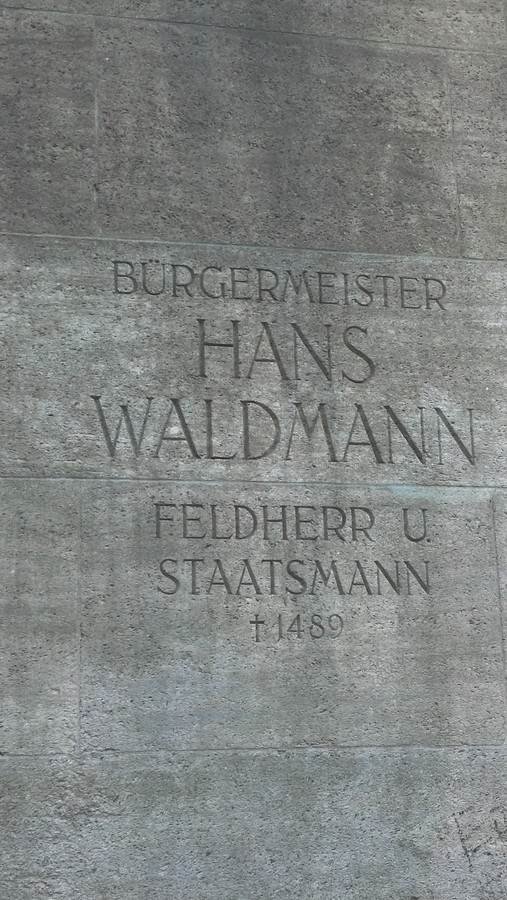 BÜRGERMEISTER
HANS
WALDMANN
FELDHERR U.
STAATSMANN
† 1489